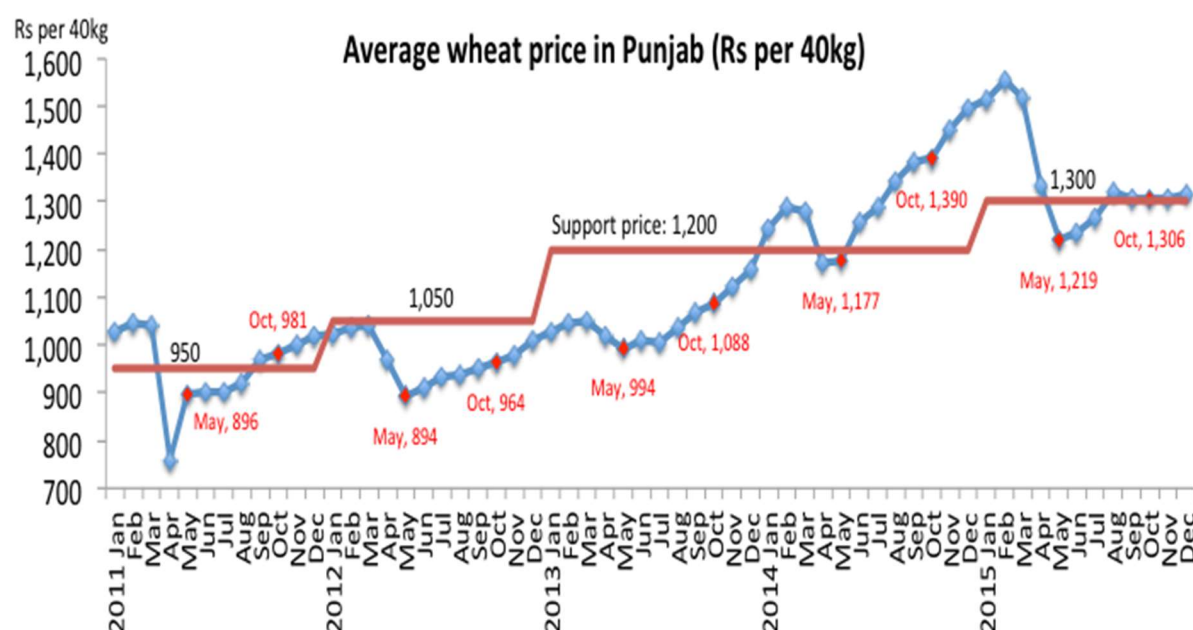 Rs per 40kg
Average wheat price in Punjab (Rs per 40kg)
1,600
1,500
1,400
1,300
1,200
1,100
1,000
900
800
700
950
Oct, 981
May, 896
1,050
May, 894
Oct, 964
Support price: 1,200
May, 994
Oct, 1,088
May, 1,177
Oct, 1,390
1,300
May, 1,219
Oct, 1,306
2011 Jan
Feb
Mar
Apr
May
Jun
Jul
Aug
Sep
Oct
Nov
Dec
2012 Jan
Feb
Mar
Apr
May
Jun
Jul
Aug
Sept
Oct
Nov
Dec
2013 Jan
Feb
Mar
Apr
May
Jun
Jul
Aug
Sep
Oct
Nov
Dec
2014 Jan
Feb
Mar
Apr
May
Jun
Jul
Aug
Sep
Oct
Nov
Dec
2015 Jan
Feb
Mar
Apr
May
Jun
Jul
Aug
Sep
Oct
Nov
Dec